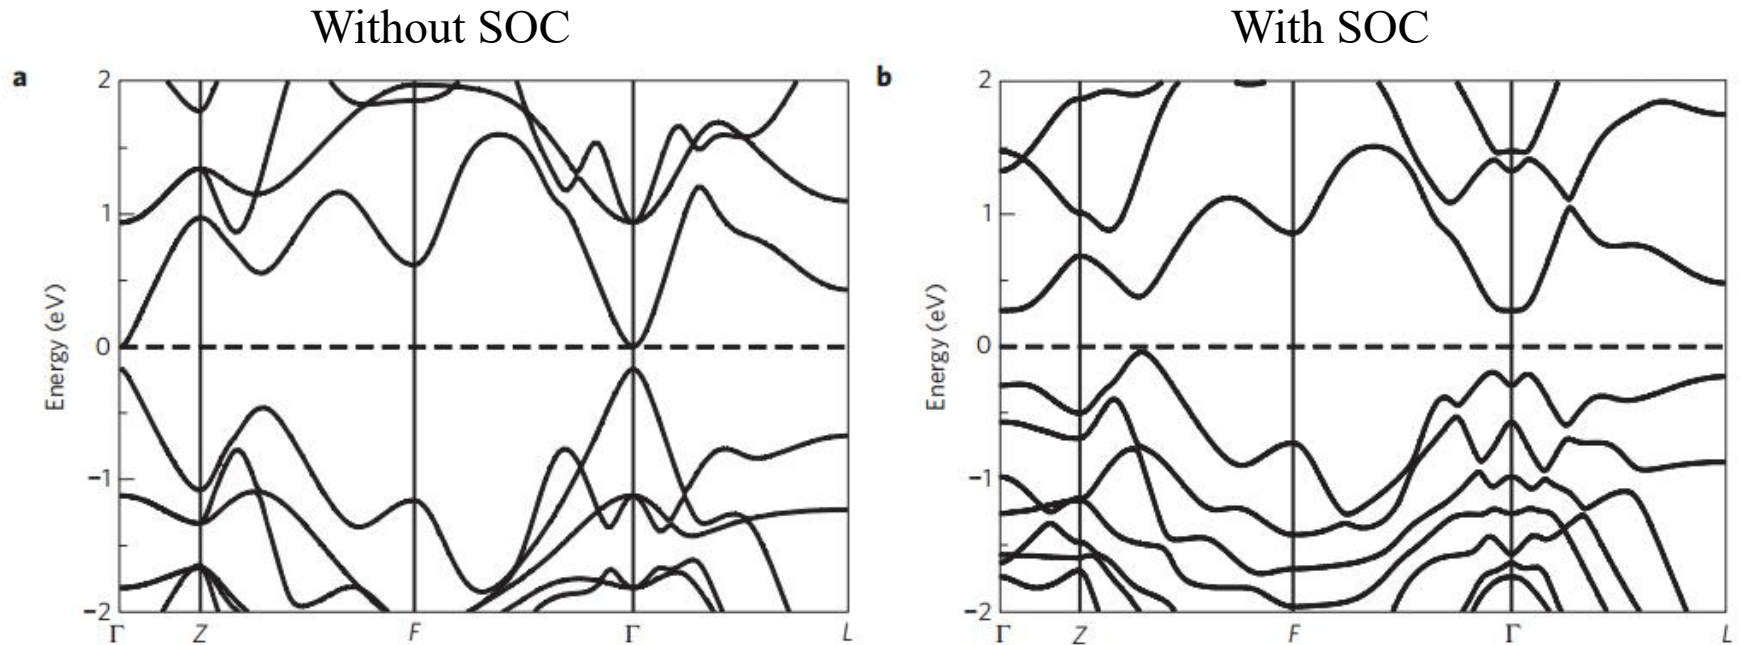 Without SOC
With SOC
a
2
1
0
−1
−2
Energy (eV)
Γ
Z
F
Γ
L
b
2
1
0
−1
−2
Energy (eV)
Γ
Z
F
Γ
L